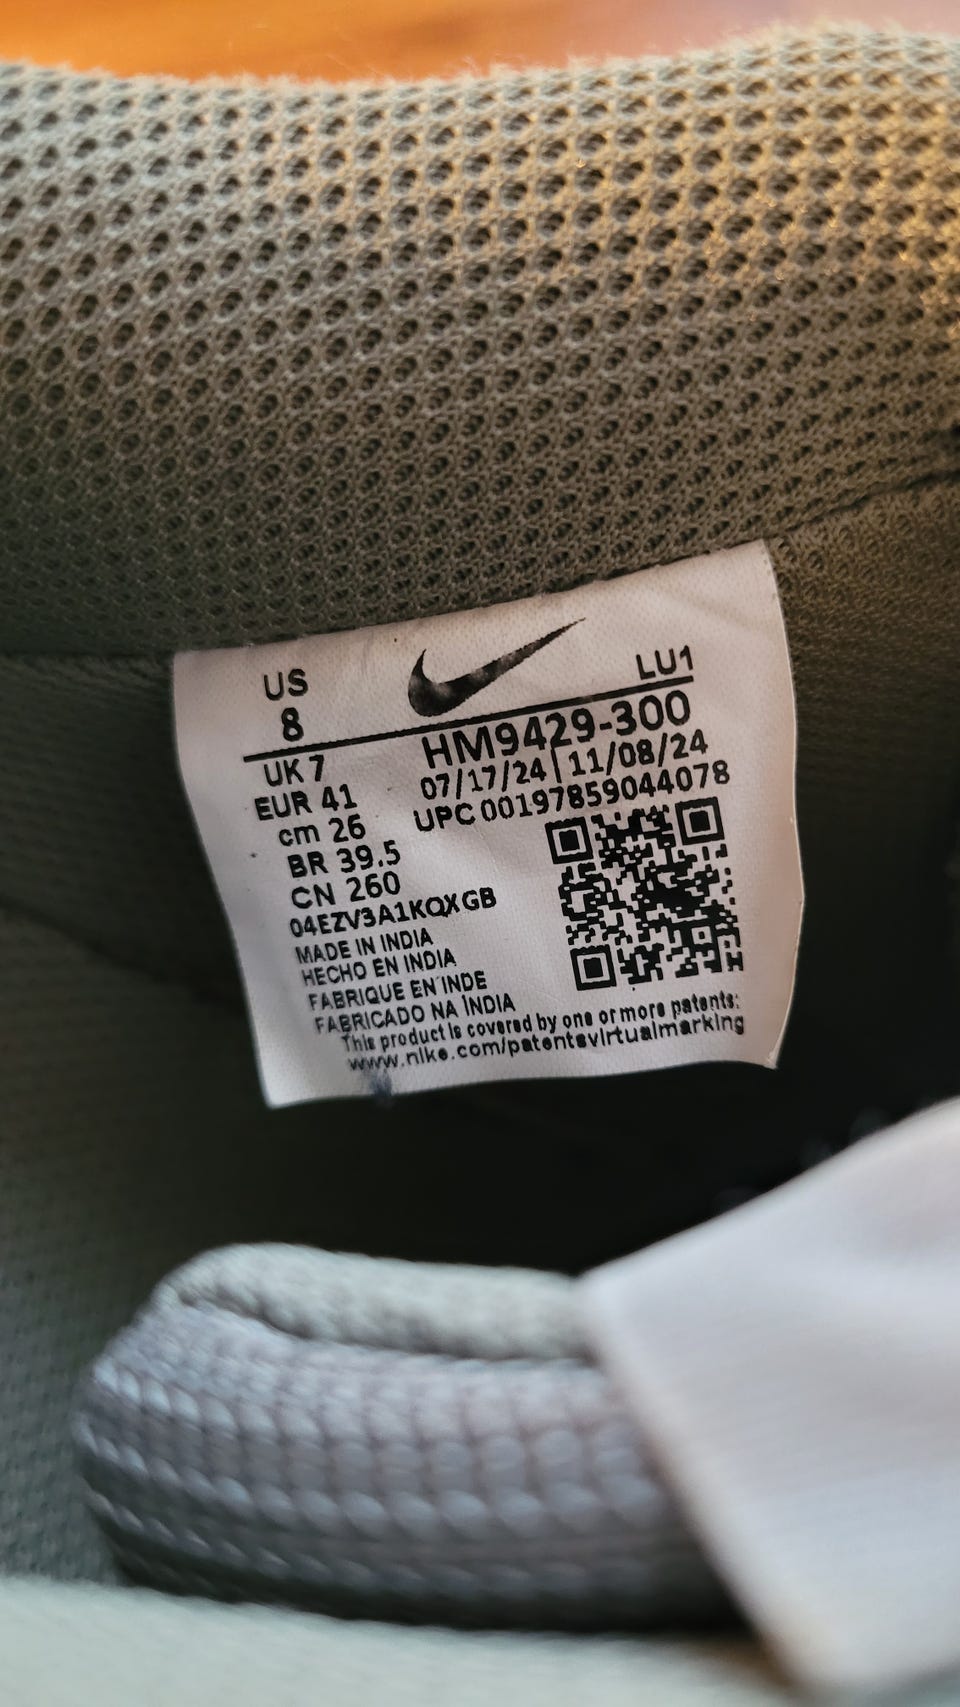 US
8
LU1
HM9429-300
07/17/24 | 11/08/24
UPC 00197859044078
UK 7
EUR 41
cm 26
BR 39.5
CN 260
04EZV3A1KQXGB
MADE IN INDIA
HECHO EN INDIA
FABRIQUE EN INDE
FABRICADO NA ÍNDIA
This product is covered by one or more patents:
www.nike.com/patentsvirtualmarking